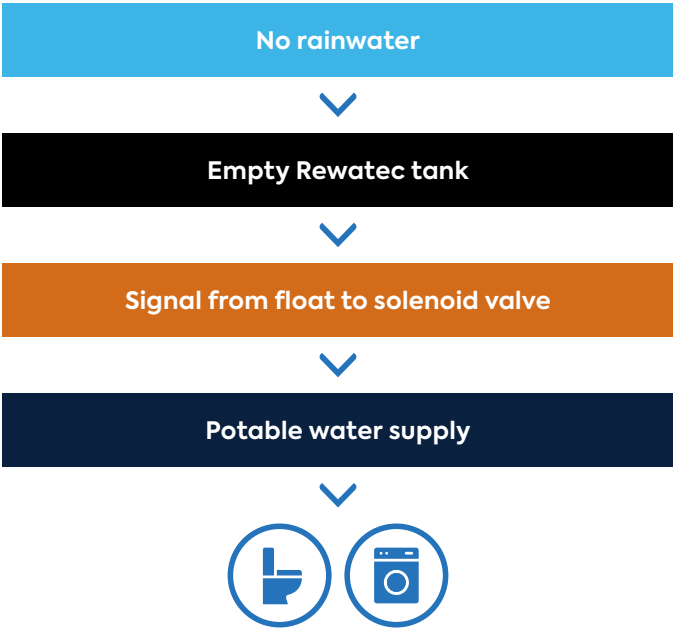 No rainwater
Empty Rewatec tank
Signal from float to solenoid valve
Potable water supply